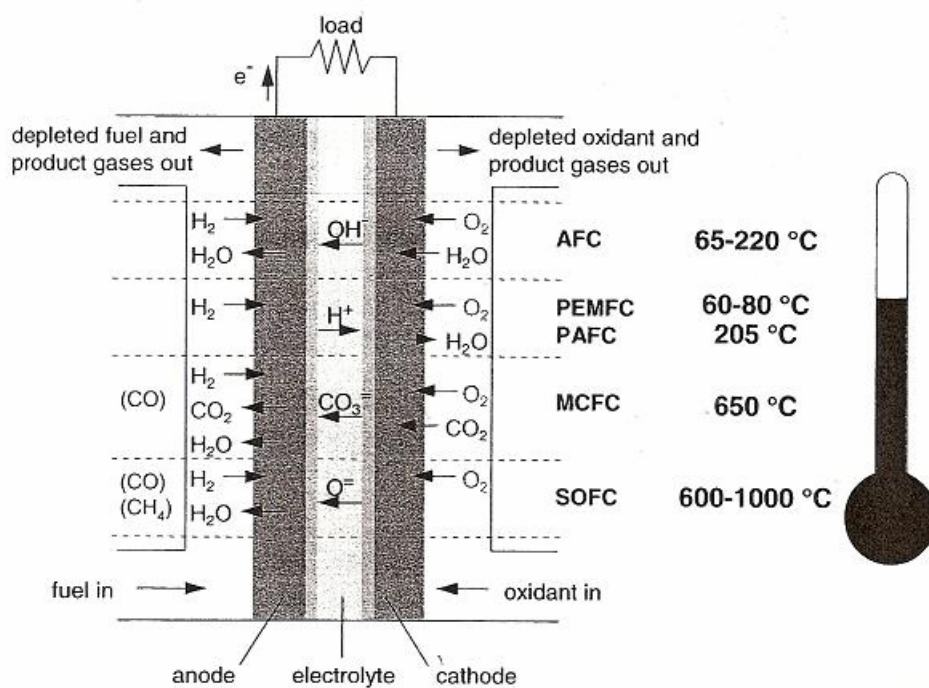 load
e⁻
depleted fuel and
product gases out
depleted oxidant and
product gases out
H₂
OH⁻
O₂
H₂O
H₂O
AFC
65-220 °C
H₂
H⁺
O₂
H₂O
PEMFC
60-80 °C
PAFC
205 °C
(CO)
H₂
CO₂
H₂O
CO₃⁼
O₂
CO₂
MCFC
650 °C
(CO)
(CH₄)
H₂
H₂O
O⁼
O₂
SOFC
600-1000 °C
fuel in
oxidant in
anode
electrolyte
cathode